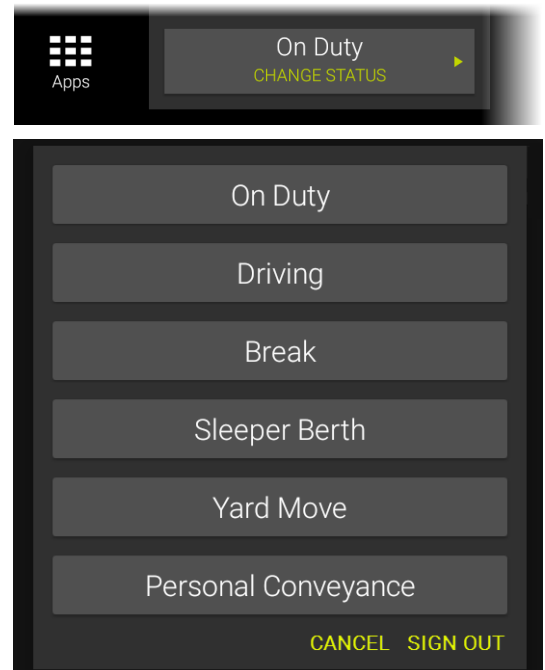 On Duty
CHANGE STATUS
Apps
On Duty
Driving
Break
Sleeper Berth
Yard Move
Personal Conveyance
CANCEL SIGN OUT